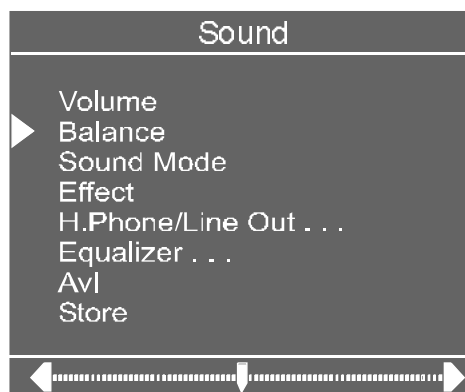 Sound
Volume
Balance
Sound Mode
Effect
H.Phone/Line Out . . .
Equalizer . . .
Avl
Store